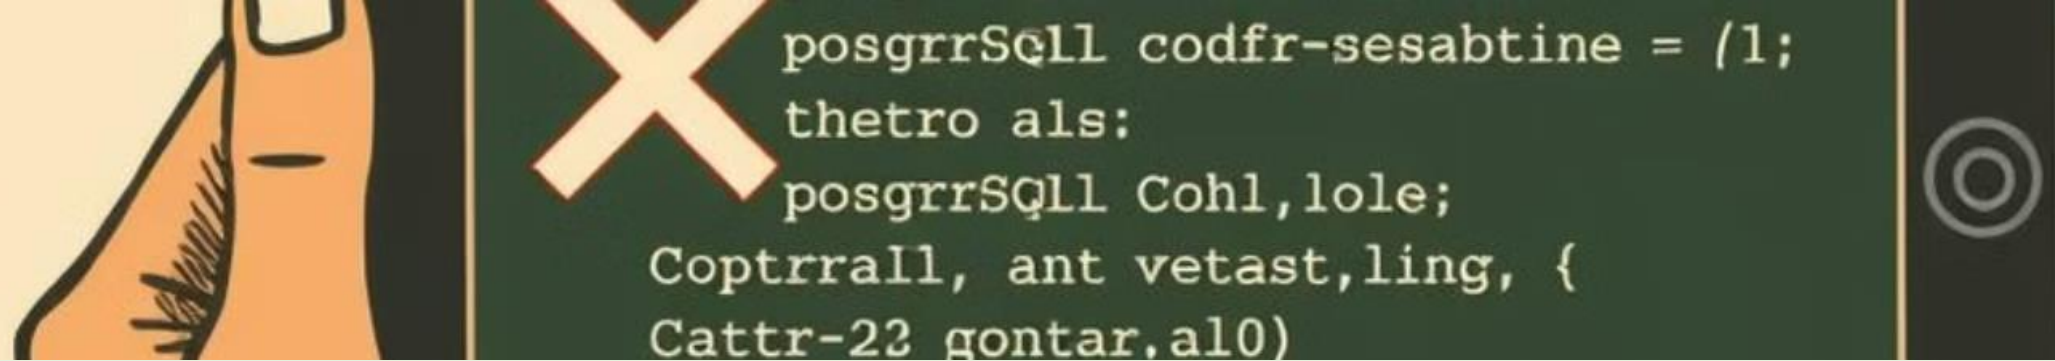 posgrrSQll codfr-sesabtine = (1;
thetro als:
posgrrSQll Cohl,lole;
Coptrrall, ant vetast,ling, {
Cattr-22 gontar,al0)